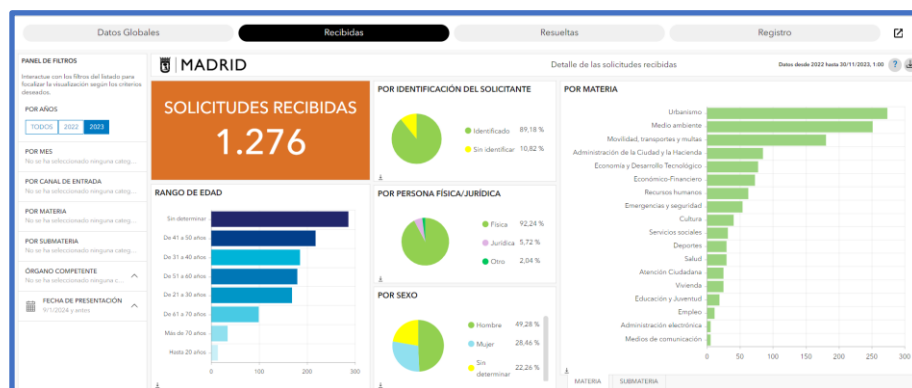 Datos Globales
Recibidas
Resueltas
Registro
PANEL DE FILTROS
Interactue con los filtros del listado para
focalizar la visualización según los criterios
deseados.
POR AÑOS
TODOS
2022
2023
POR MES
No se ha seleccionado ninguna categ...
POR CANAL DE ENTRADA
No se ha seleccionado ninguna categ...
POR MATERIA
No se ha seleccionado ninguna categ...
POR SUBMATERIA
No se ha seleccionado ninguna categ...
ÓRGANO COMPETENTE
No se ha seleccionado ninguna c...
FECHA DE PRESENTACIÓN
9/1/2024 y antes
MADRID
Detalle de las solicitudes recibidas
Datos desde 2022 hasta 30/11/2023, 1:00
?
SOLICITUDES RECIBIDAS
1.276
RANGO DE EDAD
Sin determinar
De 41 a 50 años
De 31 a 40 años
De 51 a 60 años
De 21 a 30 años
De 61 a 70 años
Más de 70 años
Hasta 20 años
0
100
200
300
POR IDENTIFICACIÓN DEL SOLICITANTE
Identificado 89,18 %
Sin identificar 10,82 %
POR PERSONA FÍSICA/JURÍDICA
Física 92,24 %
Jurídica 5,72 %
Otro 2,04 %
POR SEXO
Hombre 49,28 %
Mujer 28,46 %
Sin
determinar 22,26 %
POR MATERIA
Urbanismo
Medio ambiente
Movilidad, transportes y multas
Administración de la Ciudad y la Hacienda
Economía y Desarrollo Tecnológico
Económico-Financiero
Recursos humanos
Emergencias y seguridad
Cultura
Servicios sociales
Deportes
Salud
Atención Ciudadana
Vivienda
Educación y Juventud
Empleo
Administración electrónica
Medios de comunicación
0
50
100
150
200
250
300
MATERIA
SUBMATERIA